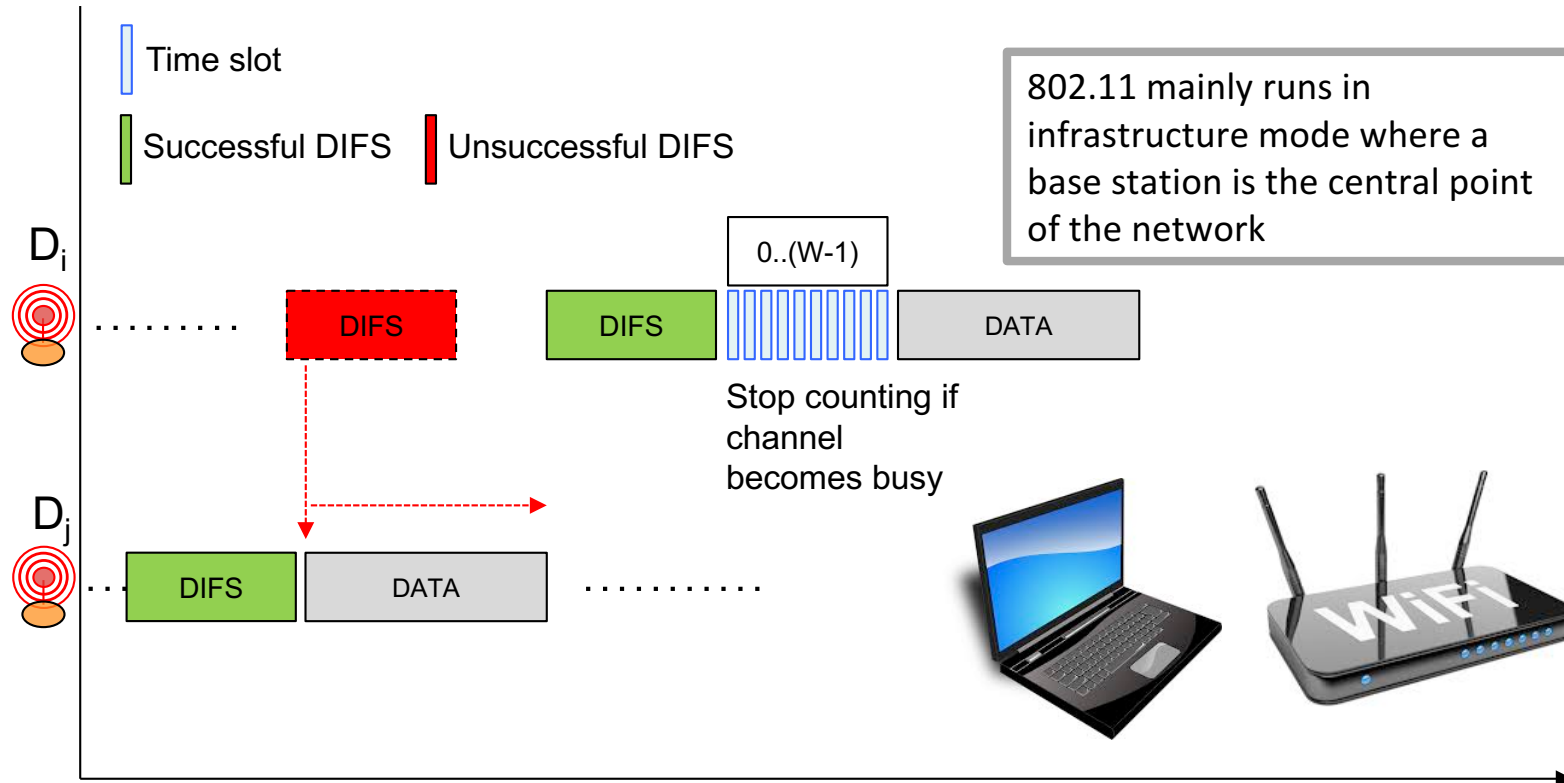 Time slot
Successful DIFS
Unsuccessful DIFS
802.11 mainly runs in
infrastructure mode where a
base station is the central point
of the network
0..(W-1)
Di
DIFS
DIFS
DATA
Stop counting if
channel
becomes busy
Dj
DIFS
DATA
WiFi